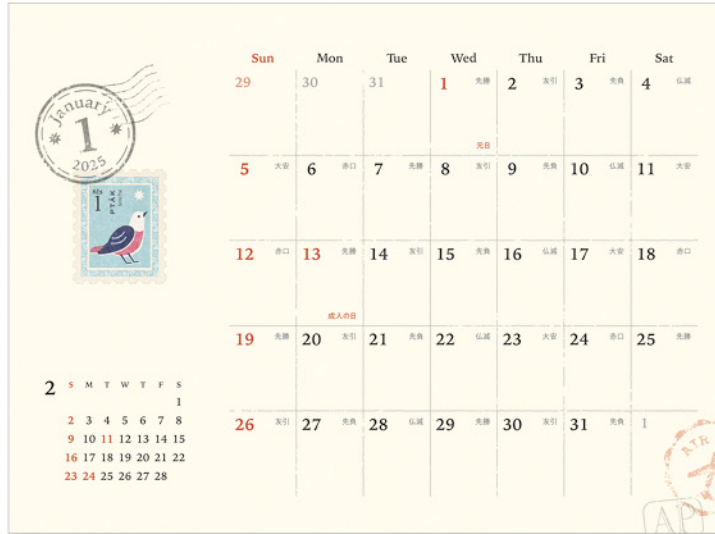 January
1
2025
Kčs
1
PTÁK
Sun Mon Tue Wed Thu Fri Sat
29 30 31 1 先勝 2 友引 3 先負 4 仏滅
元日
5 大安 6 赤口 7 先勝 8 友引 9 先負 10 仏滅 11 大安
12 赤口 13 先勝 14 友引 15 先負 16 仏滅 17 大安 18 赤口
成人の日
19 先勝 20 友引 21 先負 22 仏滅 23 大安 24 赤口 25 先勝
26 友引 27 先負 28 仏滅 29 先勝 30 友引 31 先負 1
2
S M T W T F S
1
2 3 4 5 6 7 8
9 10 11 12 13 14 15
16 17 18 19 20 21 22
23 24 25 26 27 28
AIR
AP